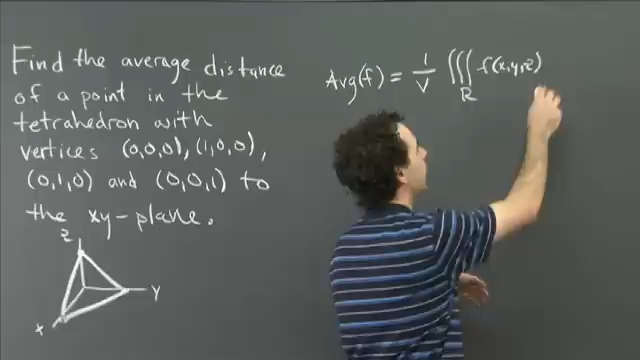 Find the average distance
of a point in the
tetrahedron with
vertices (0,0,0), (1,0,0),
(0,1,0) and (0,0,1) to
the xy-plane.
Avg(f) = 1/V ∭_R f(x,y,z)
z
Y
x